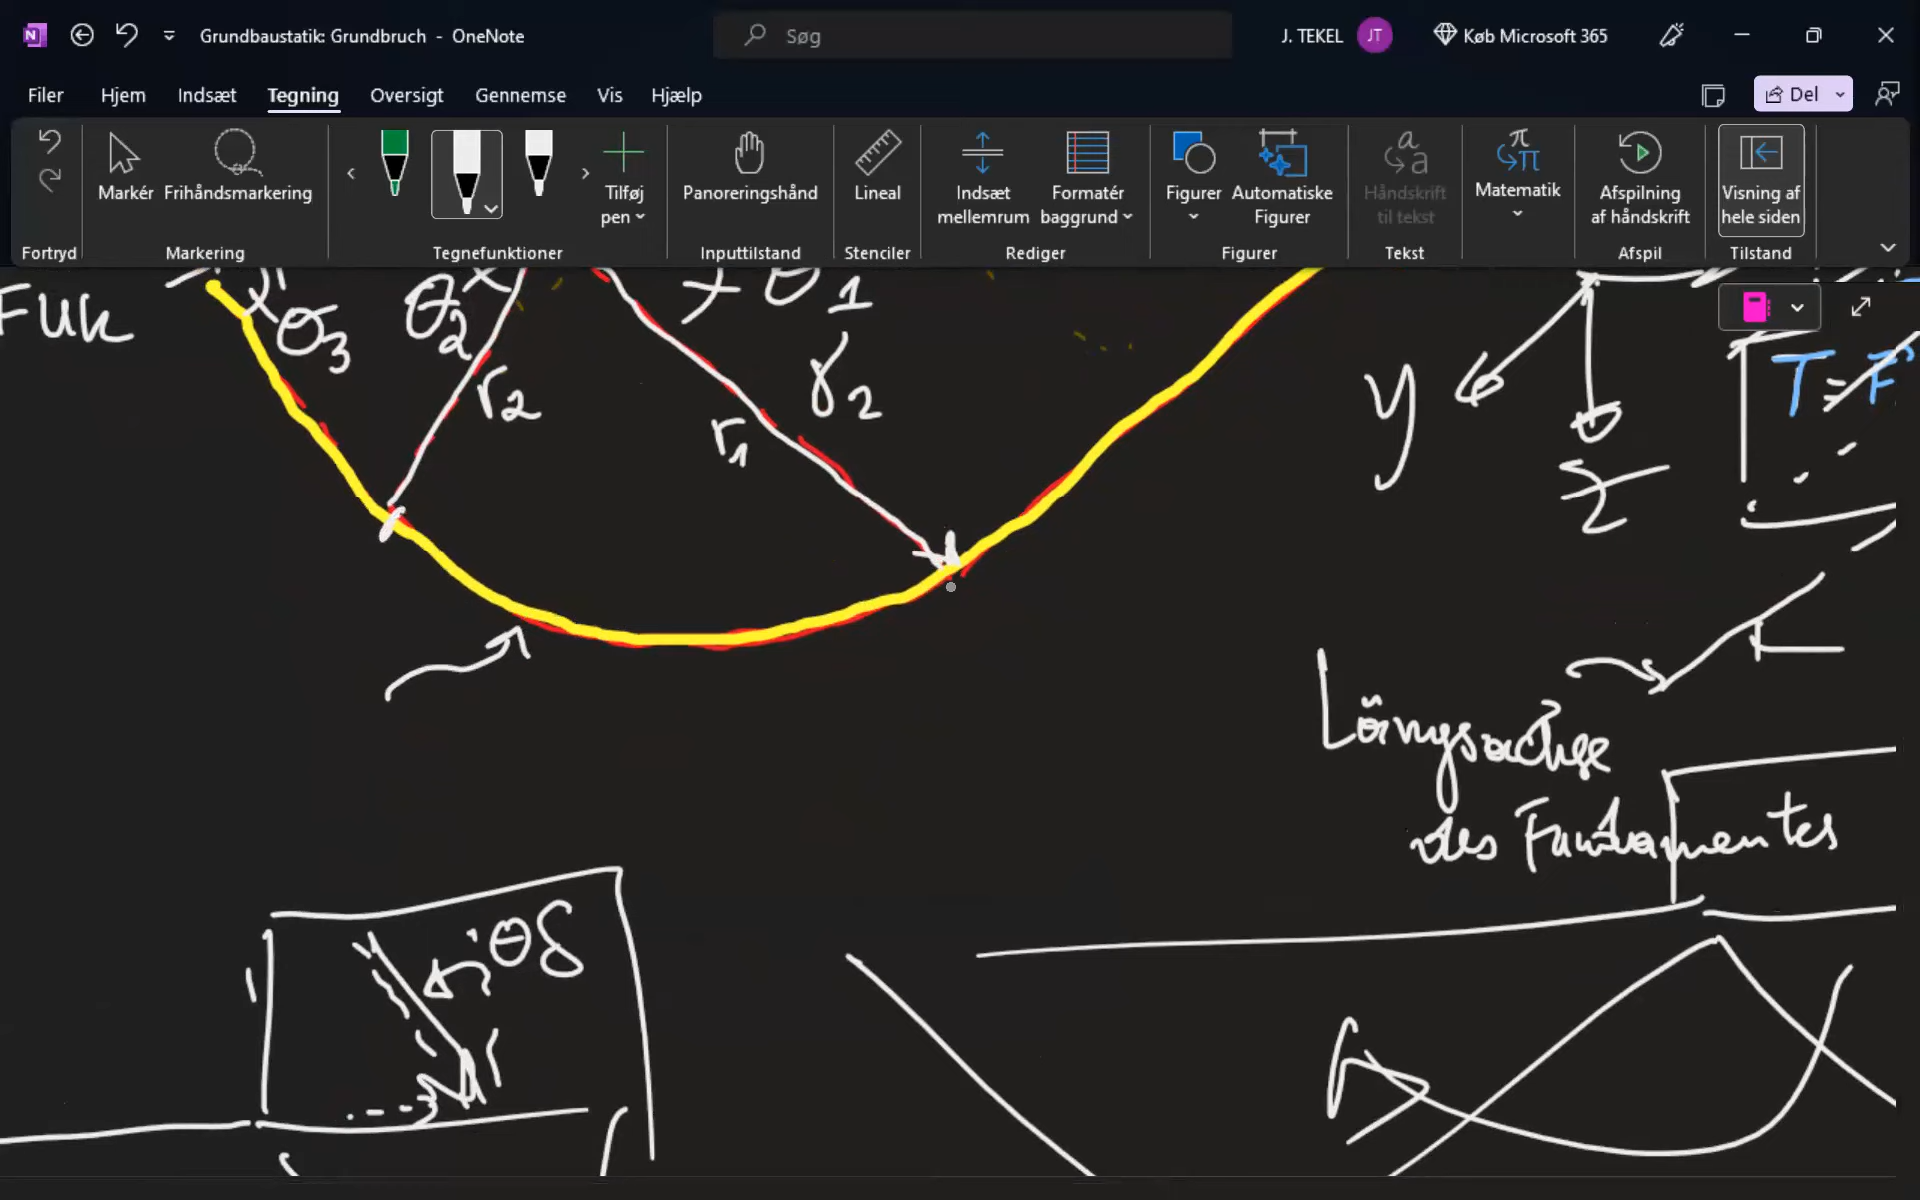 Grundbaustatik: Grundbruch - OneNote
Søg
J. TEKEL
JT
Køb Microsoft 365
Filer
Hjem
Indsæt
Tegning
Oversigt
Gennemse
Vis
Hjælp
Del
Markér
Frihåndsmarkering
Tilføj
pen
Panoreringshånd
Lineal
Indsæt
mellemrum
Formatér
baggrund
Figurer
Automatiske
Figurer
Håndskrift
til tekst
Matematik
Afspilning
af håndskrift
Visning af
hele siden
Fortryd
Markering
Tegnefunktioner
Inputtilstand
Stenciler
Rediger
Figurer
Tekst
Afspil
Tilstand
FUK
θ3
θ2
θ1
r2
r1
γ2
y
z
T = F
Längsachse
des Fundamentes